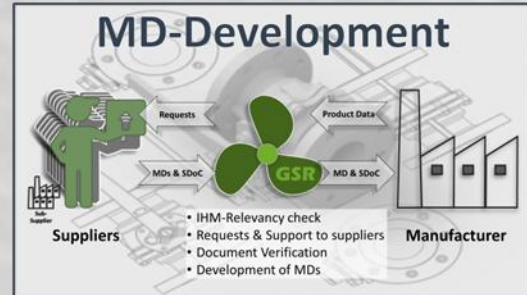 MD-Development
Requests
Product Data
MDs & SDoC
GSR
MD & SDoC
Sub-
Supplier
Suppliers
Manufacturer
• IHM-Relevancy check
• Requests & Support to suppliers
• Document Verification
• Development of MDs